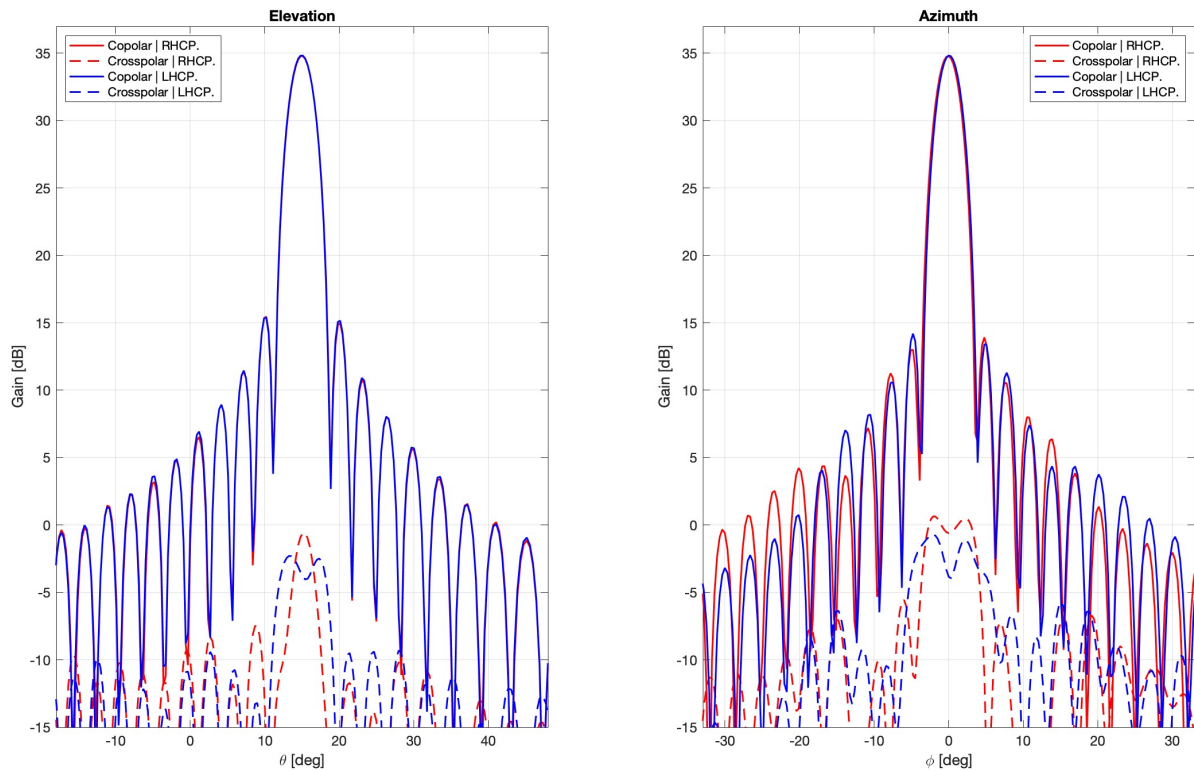 Elevation
Copolar | RHCP.
Crosspolar | RHCP.
Copolar | LHCP.
Crosspolar | LHCP.
35
30
25
20
15
10
5
0
-5
-10
-15
Gain [dB]
-10 0 10 20 30 40
θ [deg]
Azimuth
Copolar | RHCP.
Crosspolar | RHCP.
Copolar | LHCP.
Crosspolar | LHCP.
35
30
25
20
15
10
5
0
-5
-10
-15
Gain [dB]
-30 -20 -10 0 10 20 30
ϕ [deg]